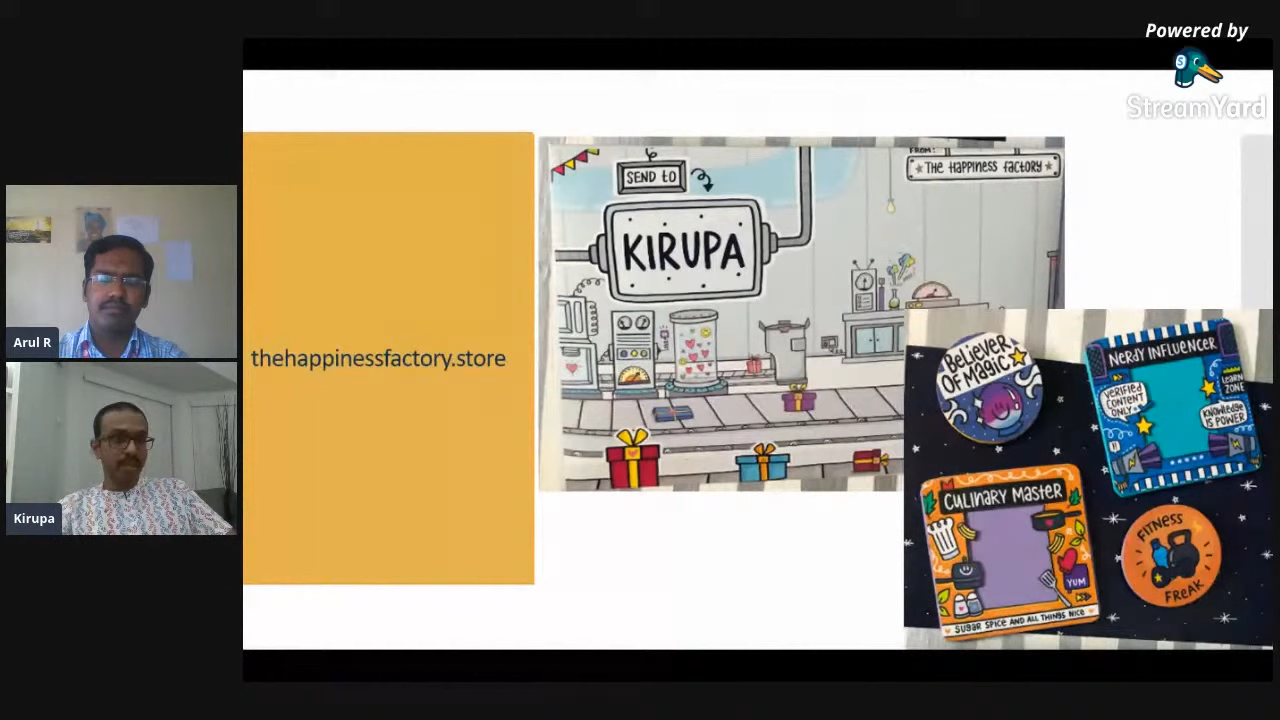 Powered by
StreamYard
Arul R
Kirupa
thehappinessfactory.store
SEND TO
KIRUPA
FROM:
THE HAPPINESS FACTORY
BELIEVER
OF MAGIC
NERDY INFLUENCER
VERIFIED
CONTENT
ONLY
LEARN
ZONE
KNOWLEDGE
IS POWER
CULINARY MASTER
YUM
SUGAR SPICE AND ALL THINGS NICE
FITNESS
FREAK